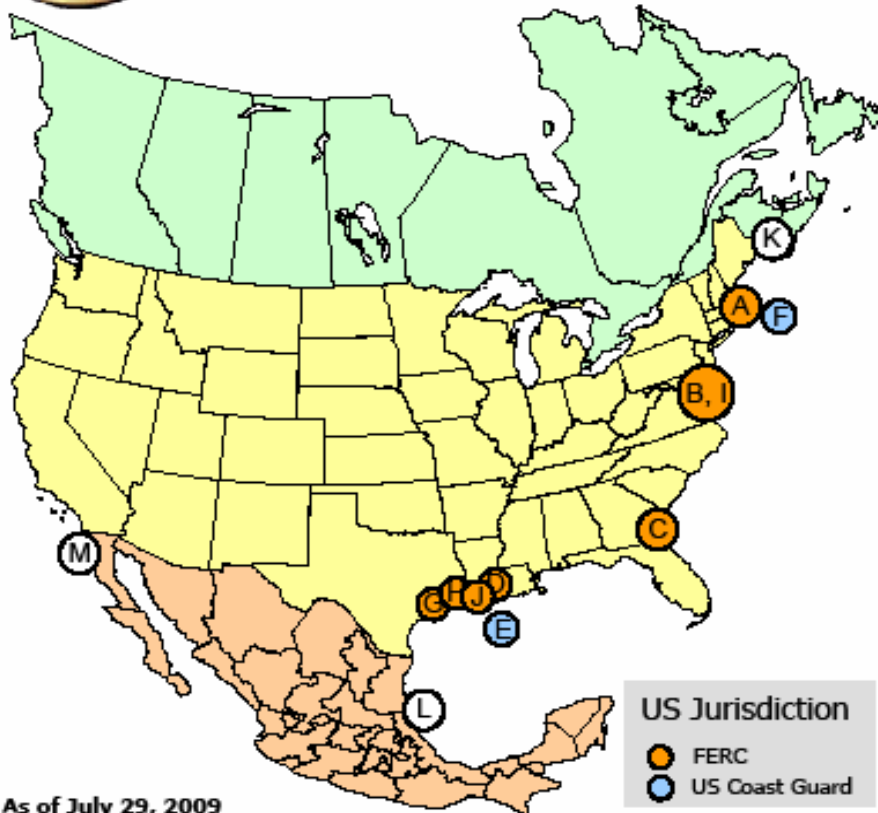 K
A
F
B, I
C
M
D
H
J
G
E
L
US Jurisdiction
FERC
US Coast Guard
As of July 29, 2009